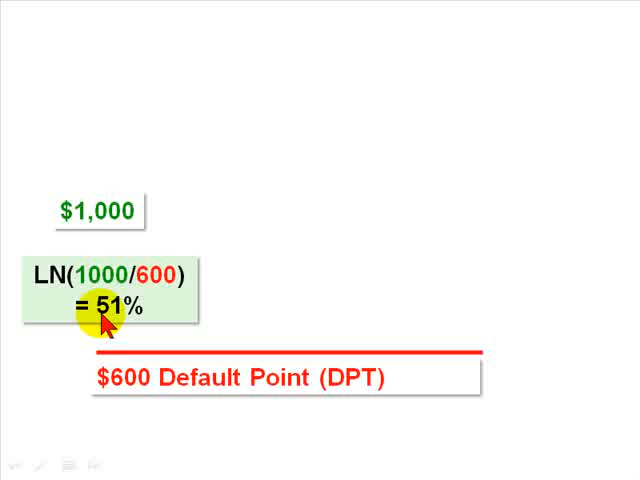 $1,000
LN(1000/600)
= 51%
$600 Default Point (DPT)